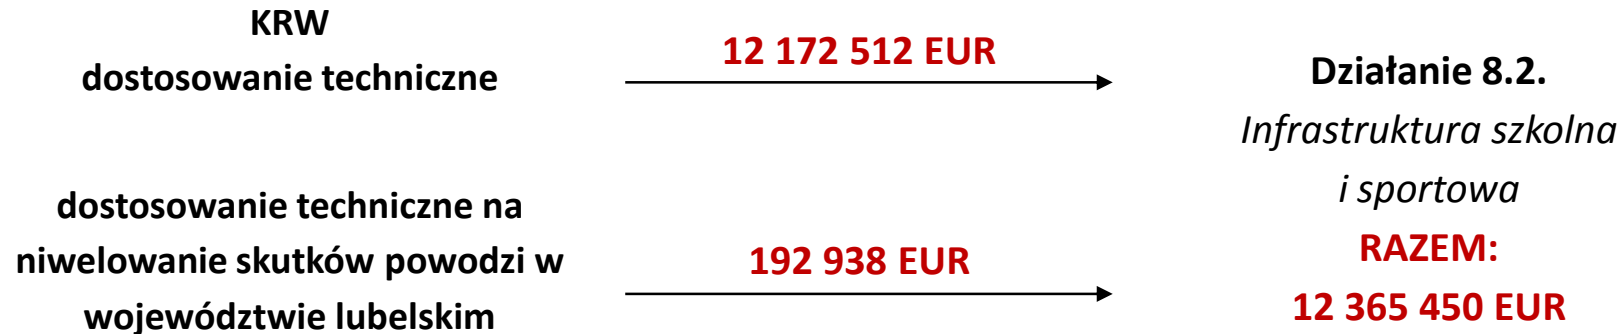 KRW
dostosowanie techniczne
12 172 512 EUR
dostosowanie techniczne na
niwelowanie skutków powodzi w
województwie lubelskim
192 938 EUR
Działanie 8.2.
Infrastruktura szkolna
i sportowa
RAZEM:
12 365 450 EUR